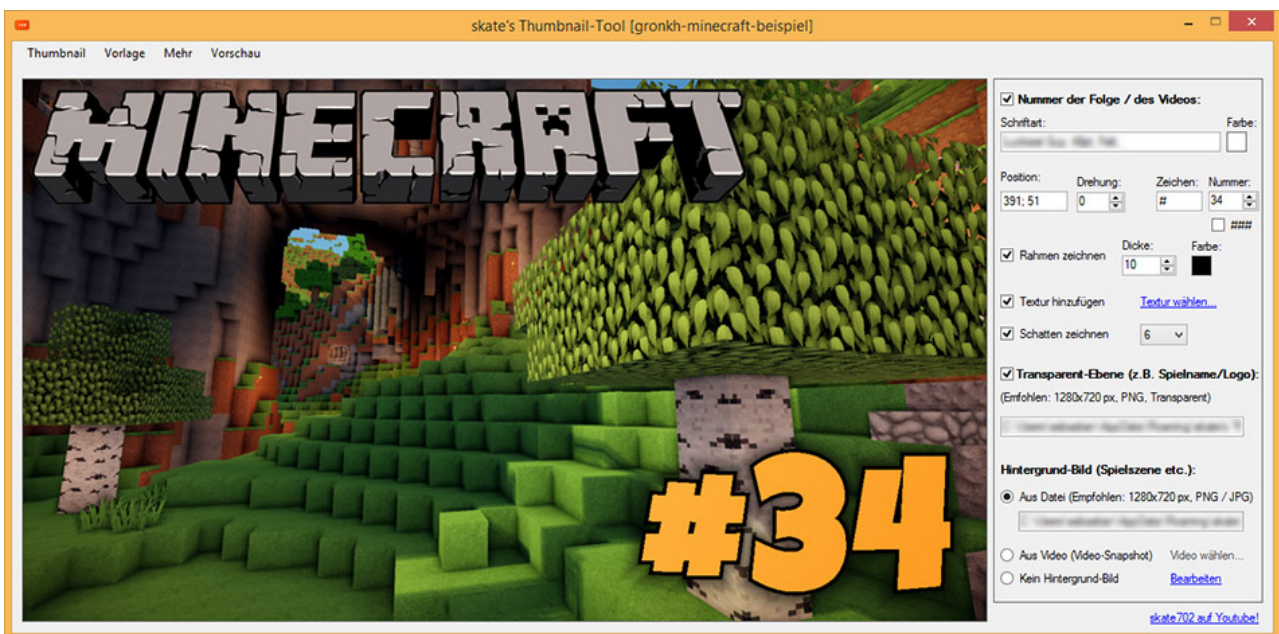 skate's Thumbnail-Tool [gronkh-minecraft-beispiel]
Thumbnail Vorlage Mehr Vorschau
MINECRAFT
#34
Nummer der Folge / des Videos:
Schriftart: Farbe:
Position: Drehung: Zeichen: Nummer:
391; 51 0 # 34
###
Rahmen zeichnen Dicke: Farbe:
10
Textur hinzufügen Textur wählen...
Schatten zeichnen 6
Transparent-Ebene (z.B. Spielname/Logo):
(Emfohlen: 1280x720 px, PNG, Transparent)
Hintergrund-Bild (Spielszene etc.):
Aus Datei (Empfohlen: 1280x720 px, PNG / JPG)
Aus Video (Video-Snapshot) Video wählen...
Kein Hintergrund-Bild Bearbeiten
skate702 auf Youtube!